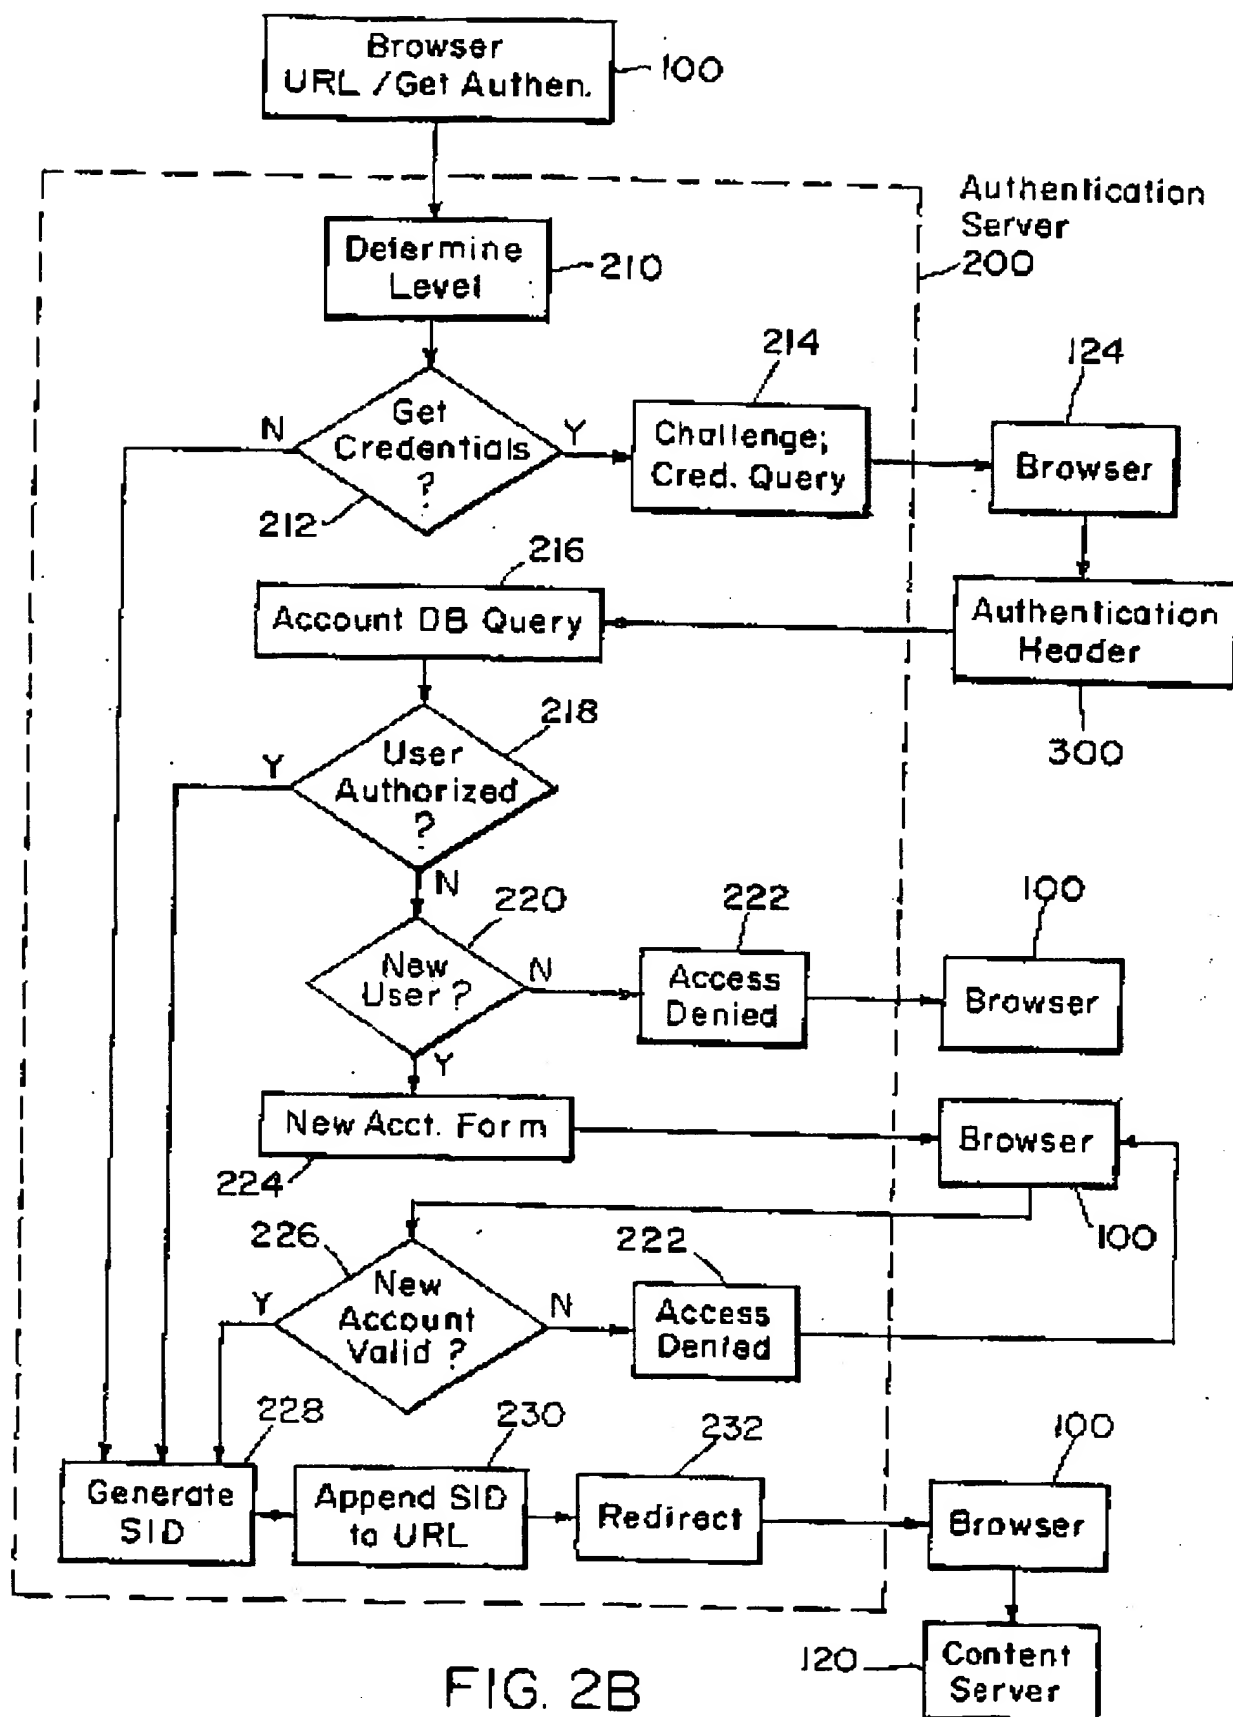 Browser
URL /Get Authen.
100
Authentication
Server
200
Determine
Level
210
214
124
N
Get
Credentials
?
Y
Challenge;
Cred. Query
Browser
212
216
Account DB Query
Authentication
Header
300
218
Y
User
Authorized
?
N
220
222
100
New
User ?
N
Access
Denied
Browser
Y
New Acct. Form
Browser
224
100
226
222
Y
New
Account
Valid ?
N
Access
Denied
228
230
232
100
Generate
SID
Append SID
to URL
Redirect
Browser
120
Content
Server
FIG. 2B